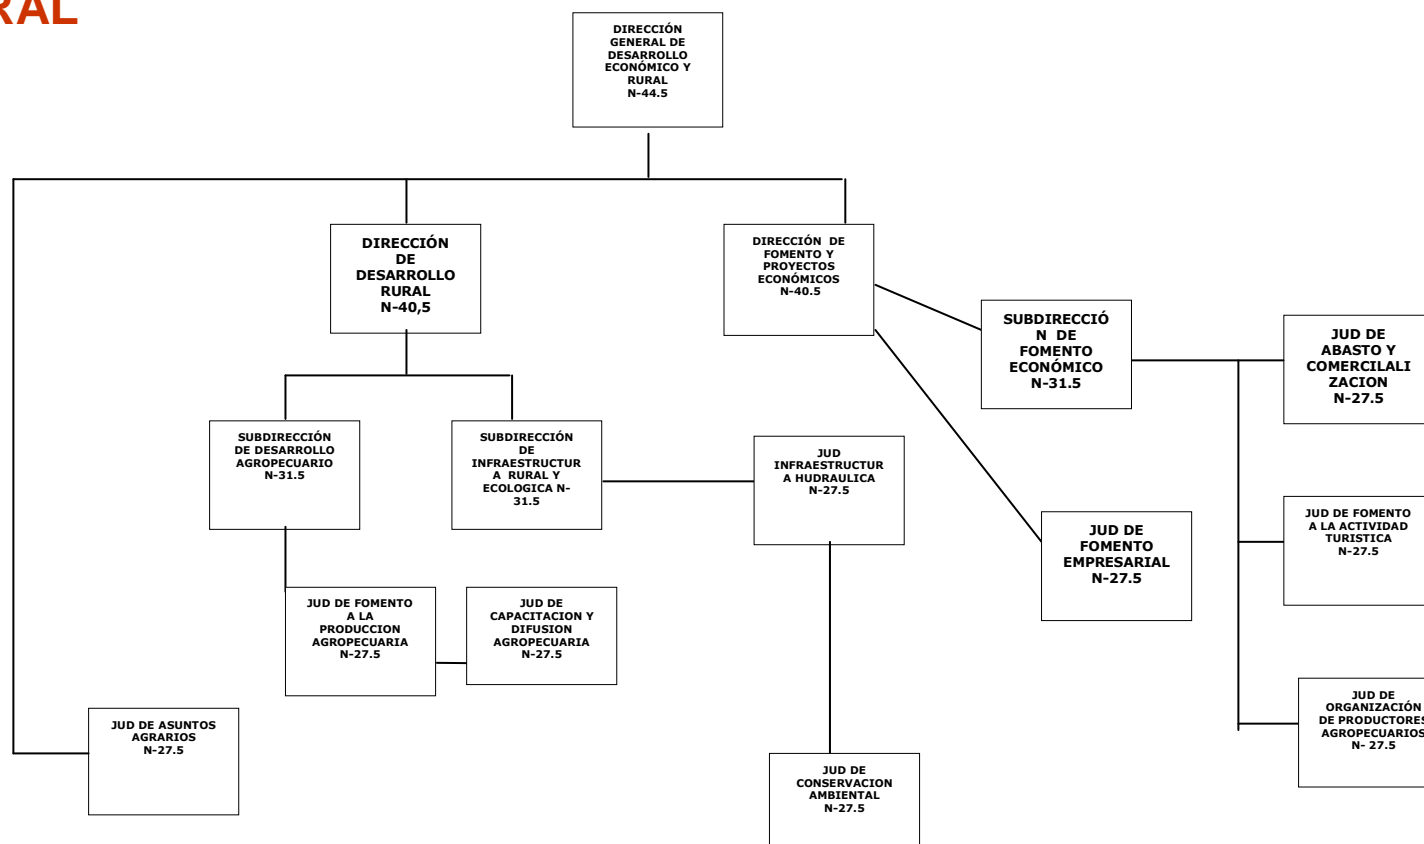 RAL
DIRECCIÓN
GENERAL DE
DESARROLLO
ECONÓMICO Y
RURAL
N-44.5
DIRECCIÓN
DE
DESARROLLO
RURAL
N-40,5
DIRECCIÓN DE
FOMENTO Y
PROYECTOS
ECONÓMICOS
N-40.5
SUBDIRECCIÓ
N DE
FOMENTO
ECONÓMICO
N-31.5
JUD DE
ABASTO Y
COMERCILALI
ZACION
N-27.5
SUBDIRECCIÓN
DE DESARROLLO
AGROPECUARIO
N-31.5
SUBDIRECCIÓN
DE
INFRAESTRUCTUR
A RURAL Y
ECOLOGICA N-
31.5
JUD
INFRAESTRUCTUR
A HUDRAULICA
N-27.5
JUD DE
FOMENTO
EMPRESARIAL
N-27.5
JUD DE FOMENTO
A LA ACTIVIDAD
TURISTICA
N-27.5
JUD DE FOMENTO
A LA
PRODUCCION
AGROPECUARIA
N-27.5
JUD DE
CAPACITACION Y
DIFUSION
AGROPECUARIA
N-27.5
JUD DE
ORGANIZACIÓN
DE PRODUCTORES
AGROPECUARIOS
N- 27.5
JUD DE ASUNTOS
AGRARIOS
N-27.5
JUD DE
CONSERVACION
AMBIENTAL
N-27.5